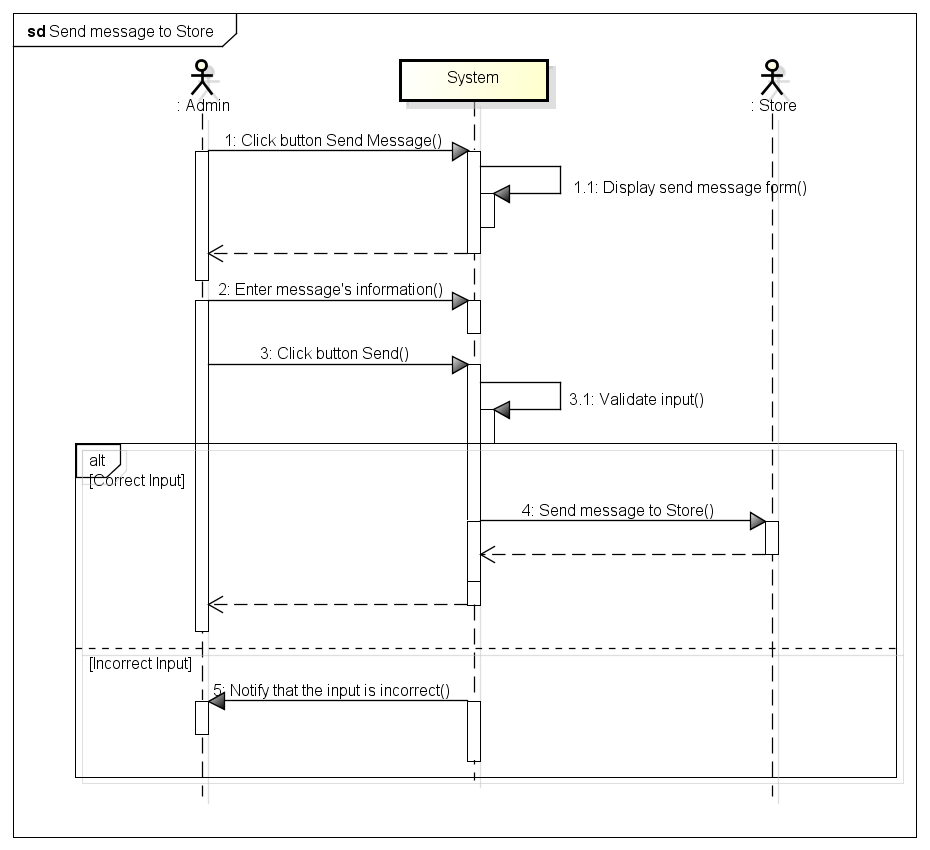 sd Send message to Store
: Admin
System
: Store
1: Click button Send Message()
1.1: Display send message form()
2: Enter message's information()
3: Click button Send()
3.1: Validate input()
alt
[Correct Input]
4: Send message to Store()
[Incorrect Input]
5: Notify that the input is incorrect()